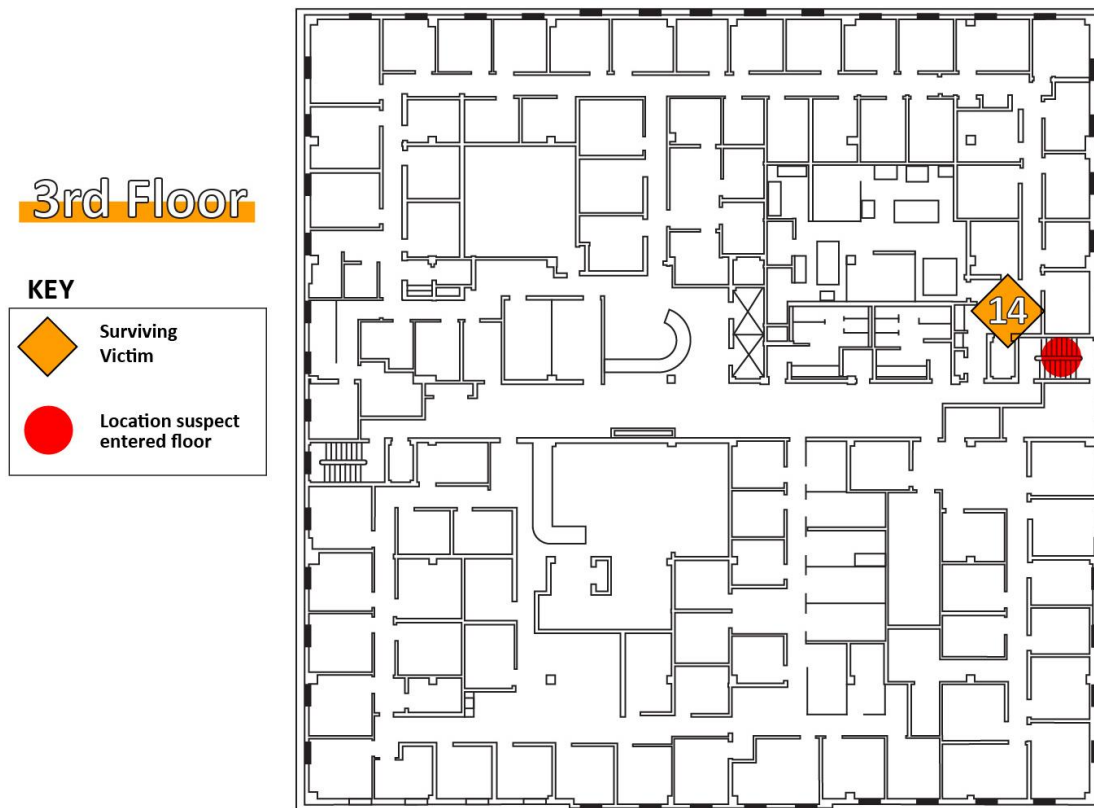 3rd Floor
KEY
Surviving
Victim
Location suspect
entered floor
14